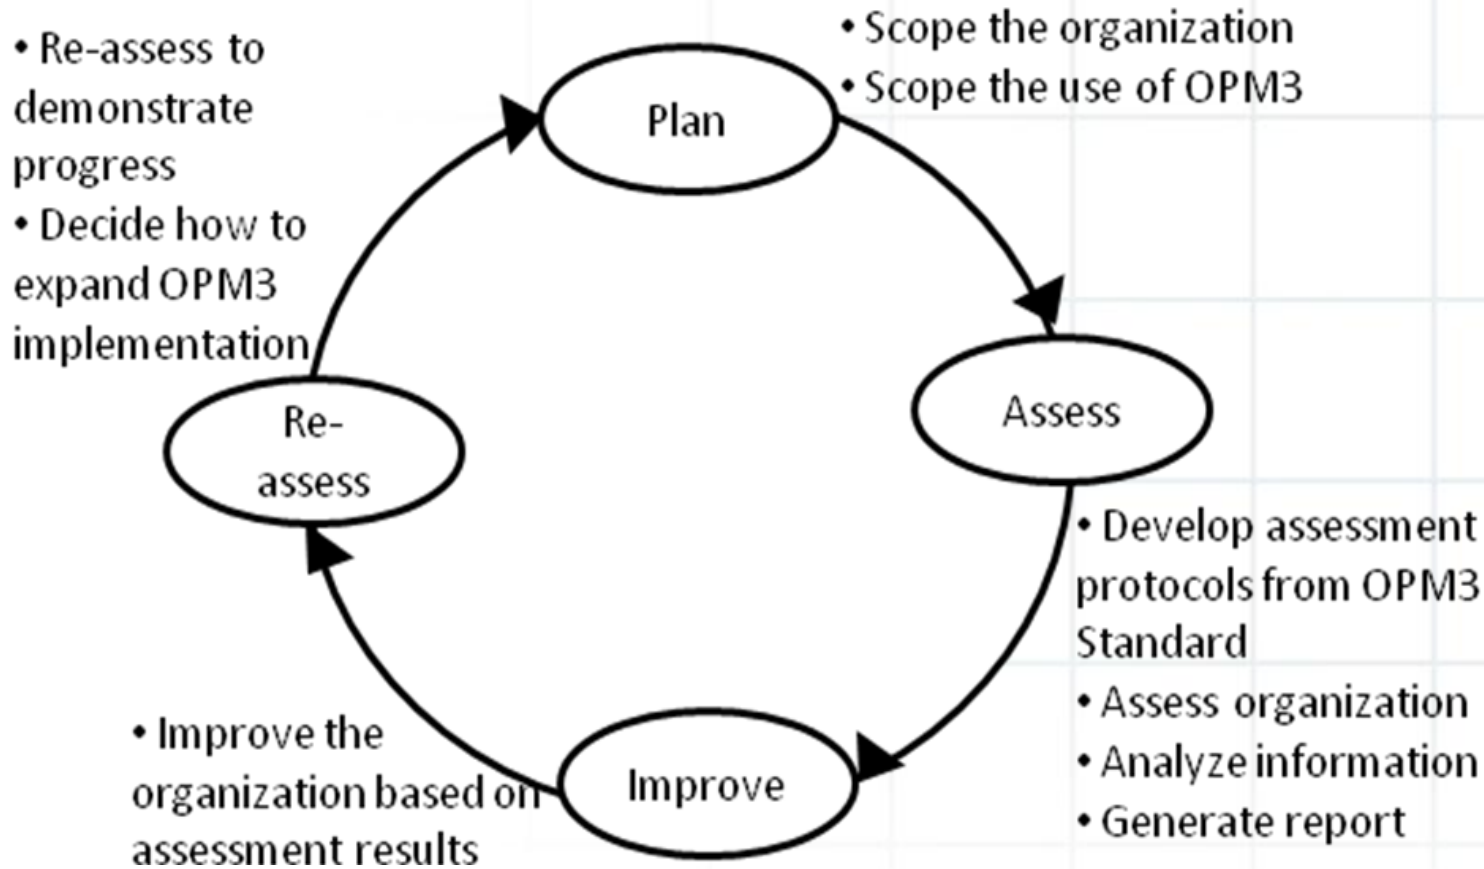 • Re-assess to
demonstrate
progress
• Decide how to
expand OPM3
implementation
Plan
• Scope the organization
• Scope the use of OPM3
Assess
• Develop assessment
protocols from OPM3
Standard
• Assess organization
• Analyze information
• Generate report
Improve
• Improve the
organization based on
assessment results
Re-
assess